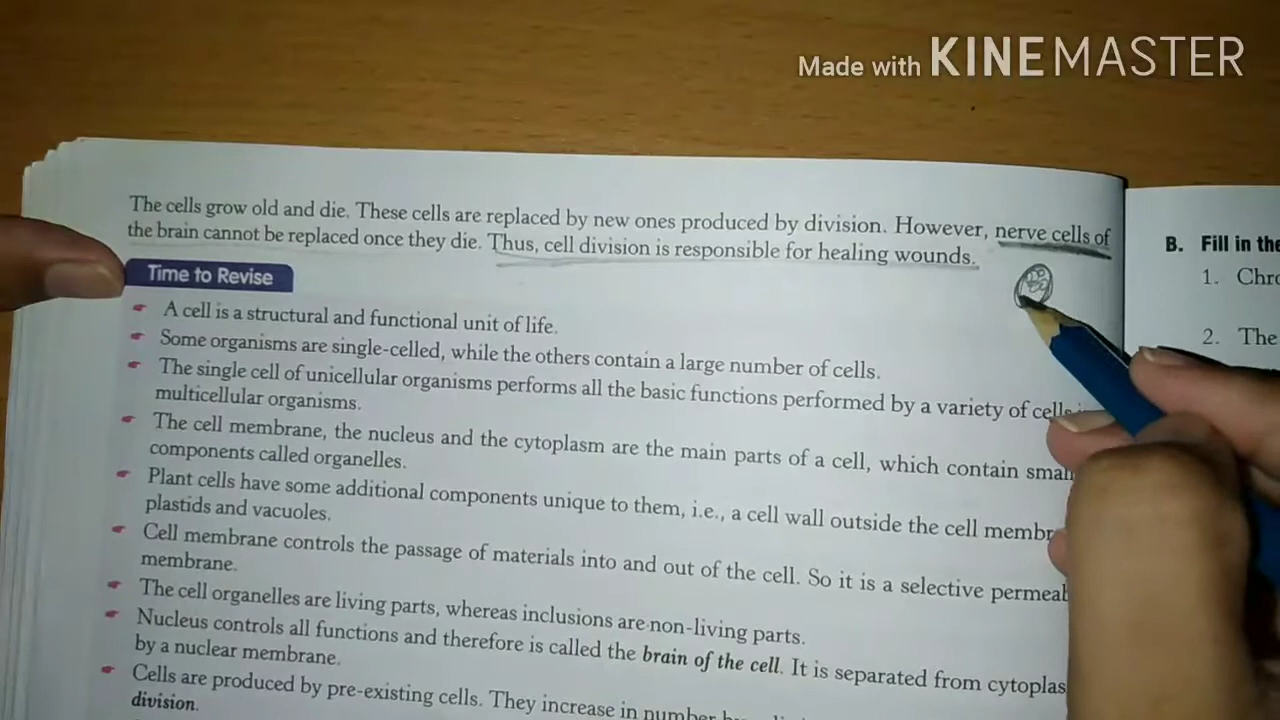 Made with KINEMASTER
The cells grow old and die. These cells are replaced by new ones produced by division. However, nerve cells of
the brain cannot be replaced once they die. Thus, cell division is responsible for healing wounds.
Time to Revise
A cell is a structural and functional unit of life.
Some organisms are single-celled, while the others contain a large number of cells.
The single cell of unicellular organisms performs all the basic functions performed by a variety of cells
multicellular organisms.
The cell membrane, the nucleus and the cytoplasm are the main parts of a cell, which contain small
components called organelles.
Plant cells have some additional components unique to them, i.e., a cell wall outside the cell membr
plastids and vacuoles.
Cell membrane controls the passage of materials into and out of the cell. So it is a selective permeab
membrane.
The cell organelles are living parts, whereas inclusions are non-living parts.
Nucleus controls all functions and therefore is called the brain of the cell. It is separated from cytoplas
by a nuclear membrane.
Cells are produced by pre-existing cells. They increase in number
division.
B. Fill in the
1. Chro
2. The